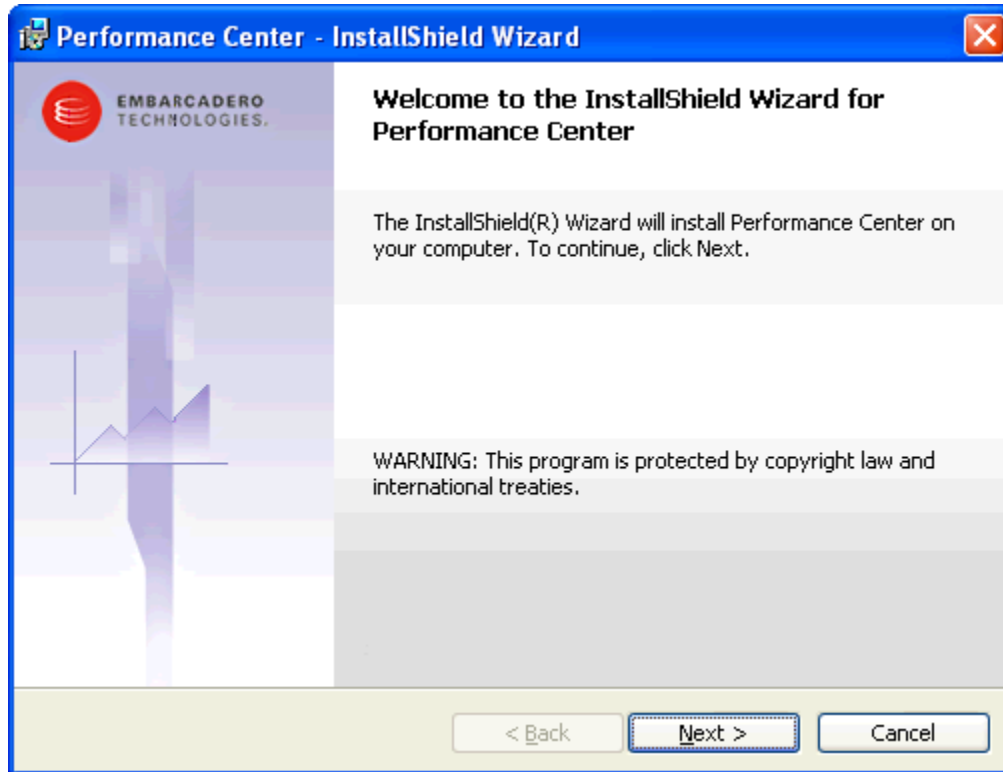 Performance Center - InstallShield Wizard
EMBARCADERO
TECHNOLOGIES.
Welcome to the InstallShield Wizard for
Performance Center
The InstallShield(R) Wizard will install Performance Center on
your computer. To continue, click Next.
WARNING: This program is protected by copyright law and
international treaties.
< Back
Next >
Cancel